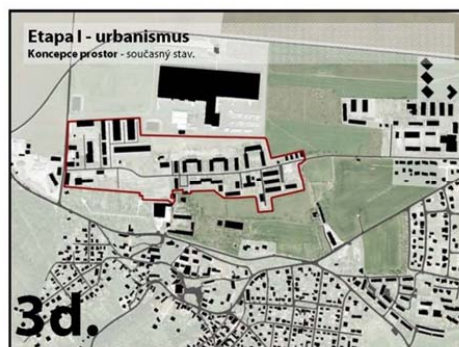 Etapa I - urbanismus
Koncepce prostor - současný stav.
3d.